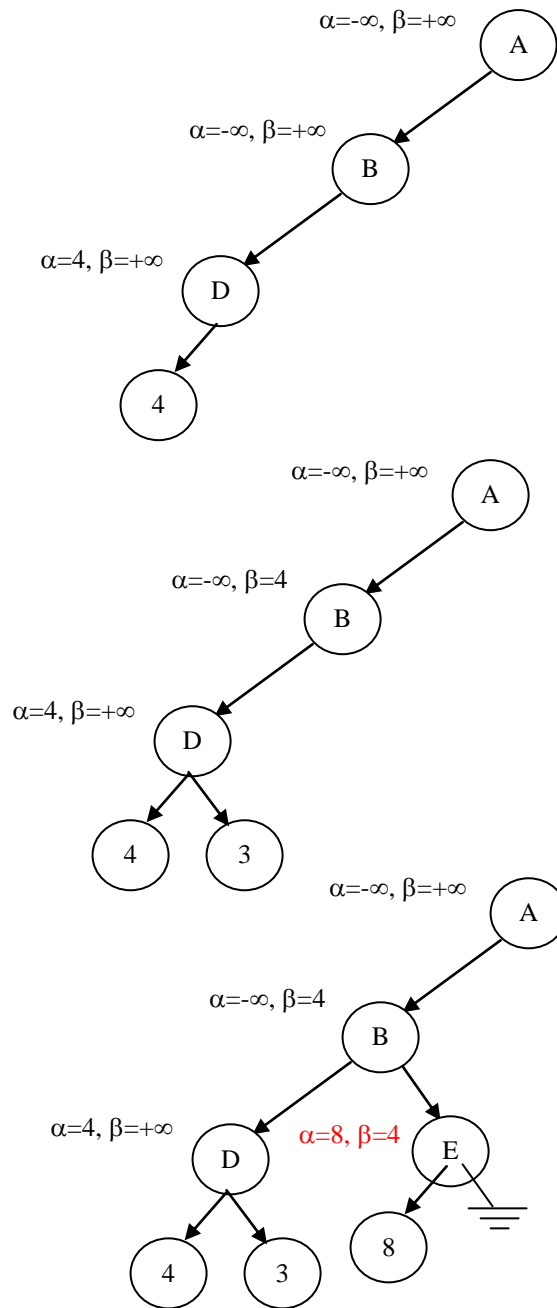 α=-∞, β=+∞
A
α=-∞, β=+∞
B
α=4, β=+∞
D
4
α=-∞, β=+∞
A
α=-∞, β=4
B
α=4, β=+∞
D
4 3
α=-∞, β=+∞
A
α=-∞, β=4
B
α=4, β=+∞ α=8, β=4
D E
8
4 3